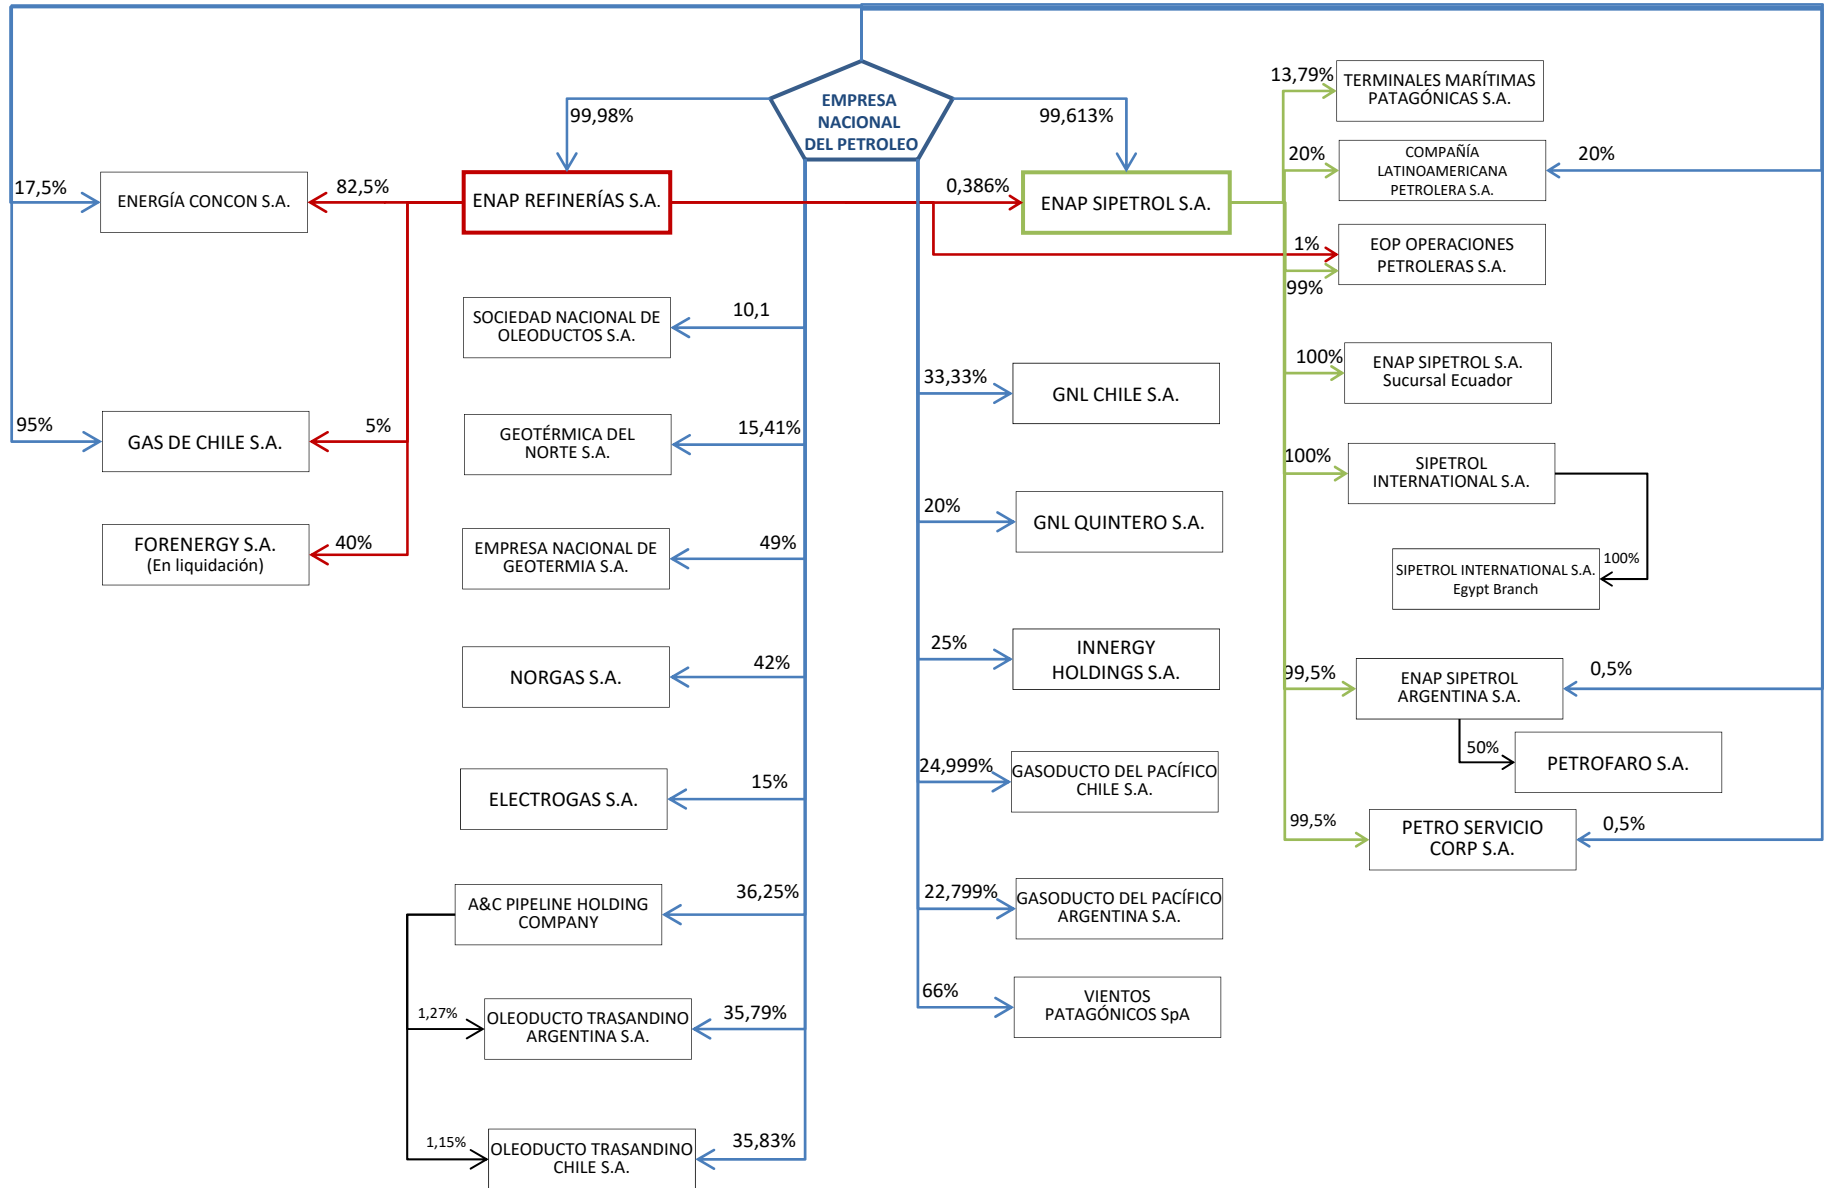 EMPRESA
NACIONAL
DEL PETROLEO
99,98%
99,613%
13,79%
TERMINALES MARÍTIMAS
PATAGÓNICAS S.A.
20%
COMPAÑÍA
LATINOAMERICANA
PETROLERA S.A.
20%
17,5%
ENERGÍA CONCON S.A.
82,5%
ENAP REFINERÍAS S.A.
0,386%
ENAP SIPETROL S.A.
1%
EOP OPERACIONES
PETROLERAS S.A.
99%
SOCIEDAD NACIONAL DE
OLEODUCTOS S.A.
10,1
100%
ENAP SIPETROL S.A.
Sucursal Ecuador
33,33%
GNL CHILE S.A.
95%
GAS DE CHILE S.A.
5%
GEOTÉRMICA DEL
NORTE S.A.
15,41%
100%
SIPETROL
INTERNATIONAL S.A.
20%
GNL QUINTERO S.A.
FORENERGY S.A.
(En liquidación)
40%
EMPRESA NACIONAL DE
GEOTERMIA S.A.
49%
SIPETROL INTERNATIONAL S.A.
Egypt Branch
100%
NORGAS S.A.
42%
25%
INNERGY
HOLDINGS S.A.
99,5%
ENAP SIPETROL
ARGENTINA S.A.
0,5%
50%
PETROFARO S.A.
ELECTROGAS S.A.
15%
24,999%
GASODUCTO DEL PACÍFICO
CHILE S.A.
99,5%
PETRO SERVICIO
CORP S.A.
0,5%
A&C PIPELINE HOLDING
COMPANY
36,25%
22,799%
GASODUCTO DEL PACÍFICO
ARGENTINA S.A.
1,27%
OLEODUCTO TRASANDINO
ARGENTINA S.A.
35,79%
66%
VIENTOS
PATAGÓNICOS SpA
1,15%
OLEODUCTO TRASANDINO
CHILE S.A.
35,83%